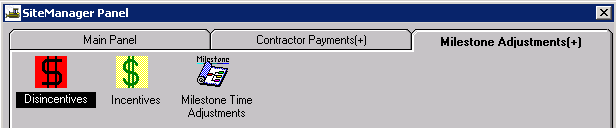 SiteManager Panel
Main Panel
Contractor Payments(+)
Milestone Adjustments(+)
Milestone
Disincentives
Incentives
Milestone Time
Adjustments